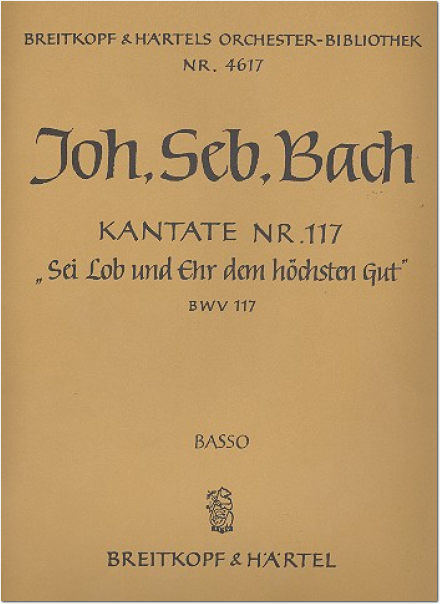 BREITKOPF & HÄRTELS ORCHESTER-BIBLIOTHEK
NR. 4617
Joh. Seb. Bach
KANTATE NR. 117
„Sei Lob und Ehr dem höchsten Gut“
BWV 117
BASSO
BREITKOPF & HÄRTEL